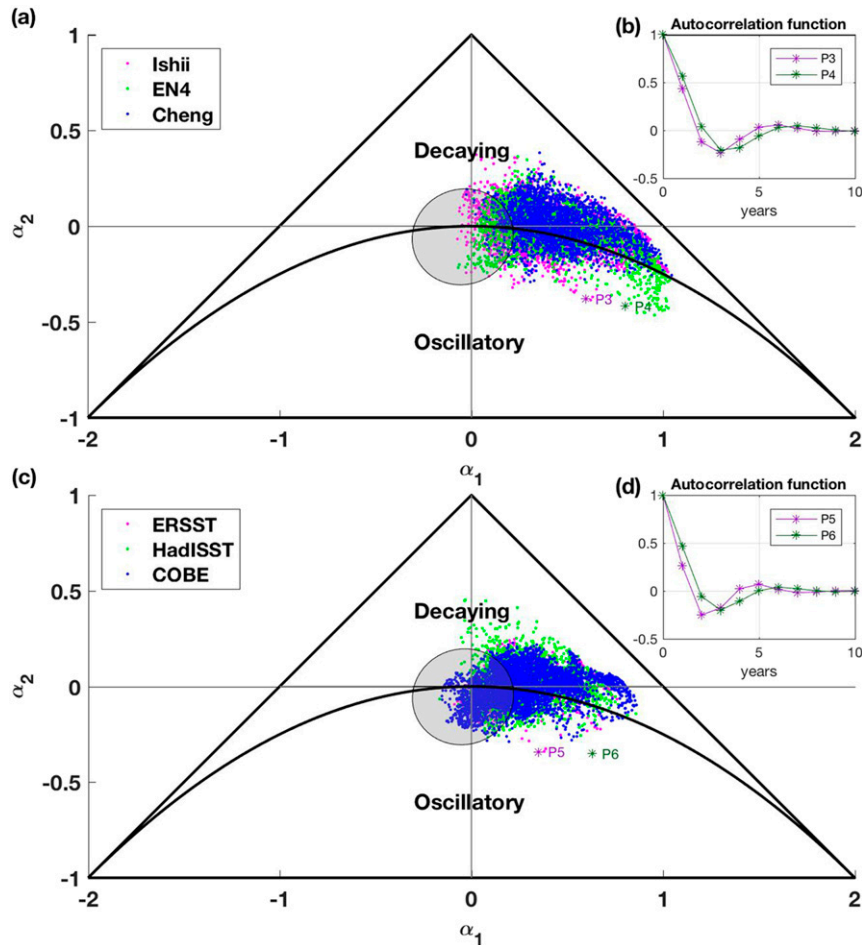 (a)
1
0.5
0
-0.5
-1
α2
-2
-1
0
1
2
α1
Ishii
EN4
Cheng
Decaying
Oscillatory
P3
P4
(b)
Autocorrelation function
1
0.5
0
-0.5
0
5
10
years
P3
P4
(c)
1
0.5
0
-0.5
-1
α2
-2
-1
0
1
2
α1
ERSST
HadISST
COBE
Decaying
Oscillatory
P5
P6
(d)
Autocorrelation function
1
0.5
0
-0.5
0
5
10
years
P5
P6